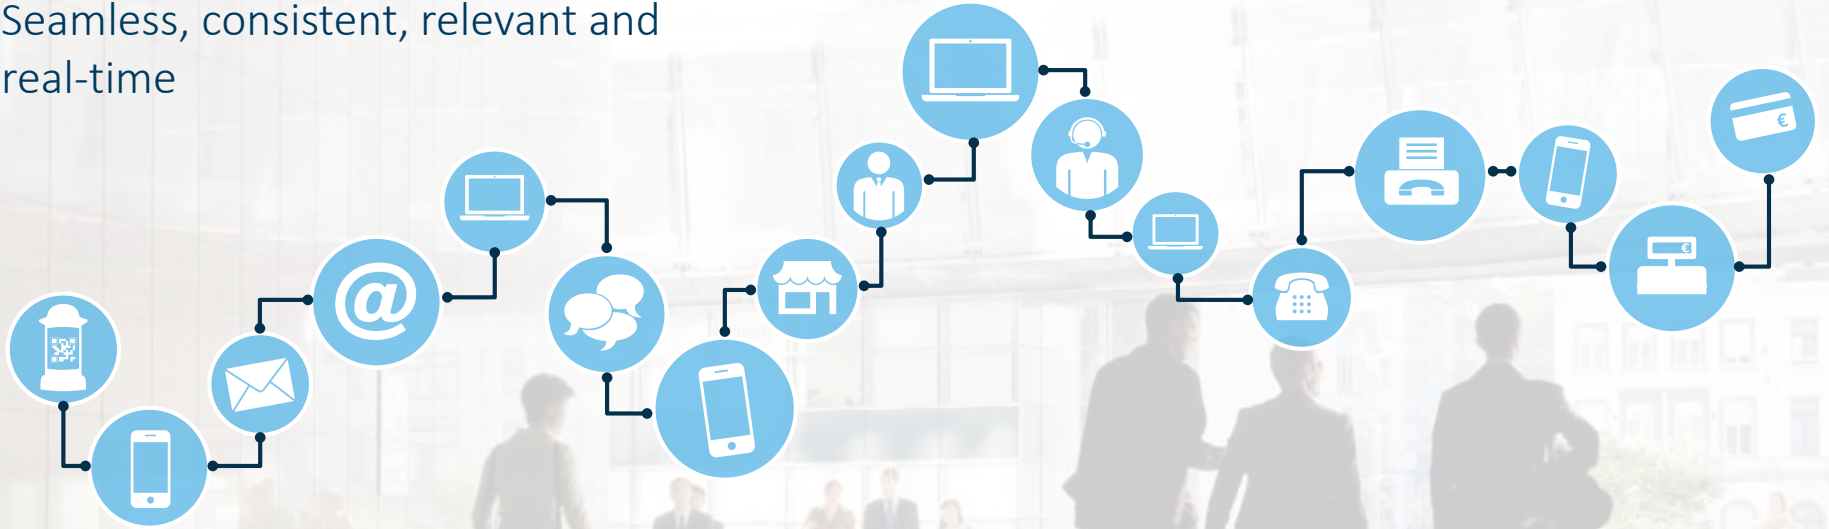 Seamless, consistent, relevant and
real-time
@
€
€